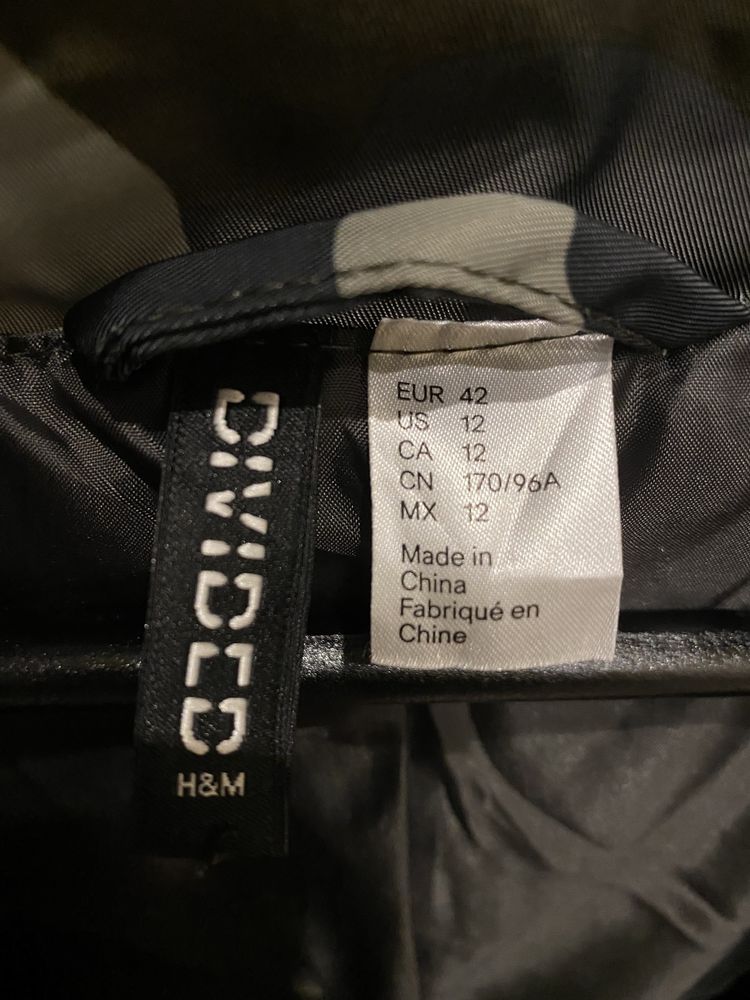 DIVIDED
H&M
EUR 42
US 12
CA 12
CN 170/96A
MX 12
Made in
China
Fabriqué en
Chine